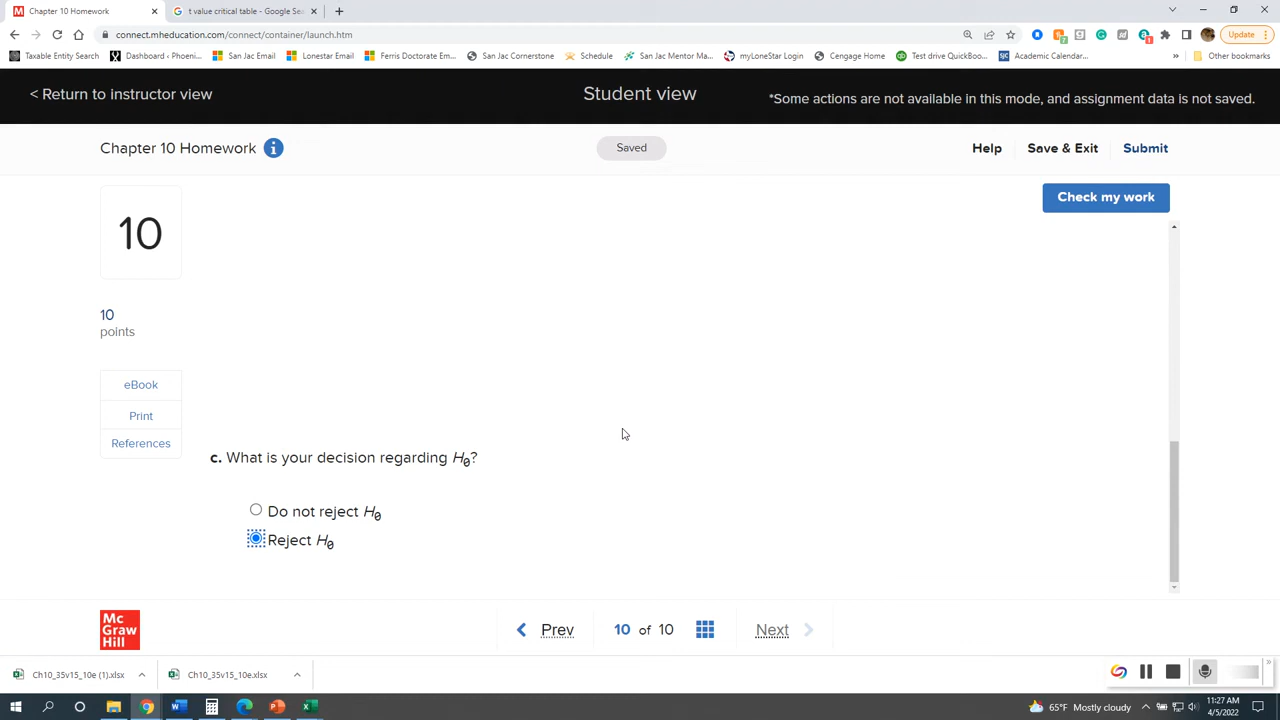 Chapter 10 Homework
t value critical table - Google Sea
connect.mheducation.com/connect/container/launch.htm
Update
Taxable Entity Search
Dashboard ‹ Phoeni...
San Jac Email
Lonestar Email
Ferris Doctorate Em...
San Jac Cornerstone
Schedule
San Jac Mentor Ma...
myLoneStar Login
Cengage Home
Test drive QuickBoo...
Academic Calendar...
»
Other bookmarks
< Return to instructor view
Student view
*Some actions are not available in this mode, and assignment data is not saved.
Chapter 10 Homework
Saved
Help
Save & Exit
Submit
Check my work
10
10
points
eBook
Print
References
c. What is your decision regarding H0?
Do not reject H0
Reject H0
Mc
Graw
Hill
Prev
10 of 10
Next
Ch10_35v15_10e (1).xlsx
Ch10_35v15_10e.xlsx
65°F Mostly cloudy
11:27 AM
4/5/2022